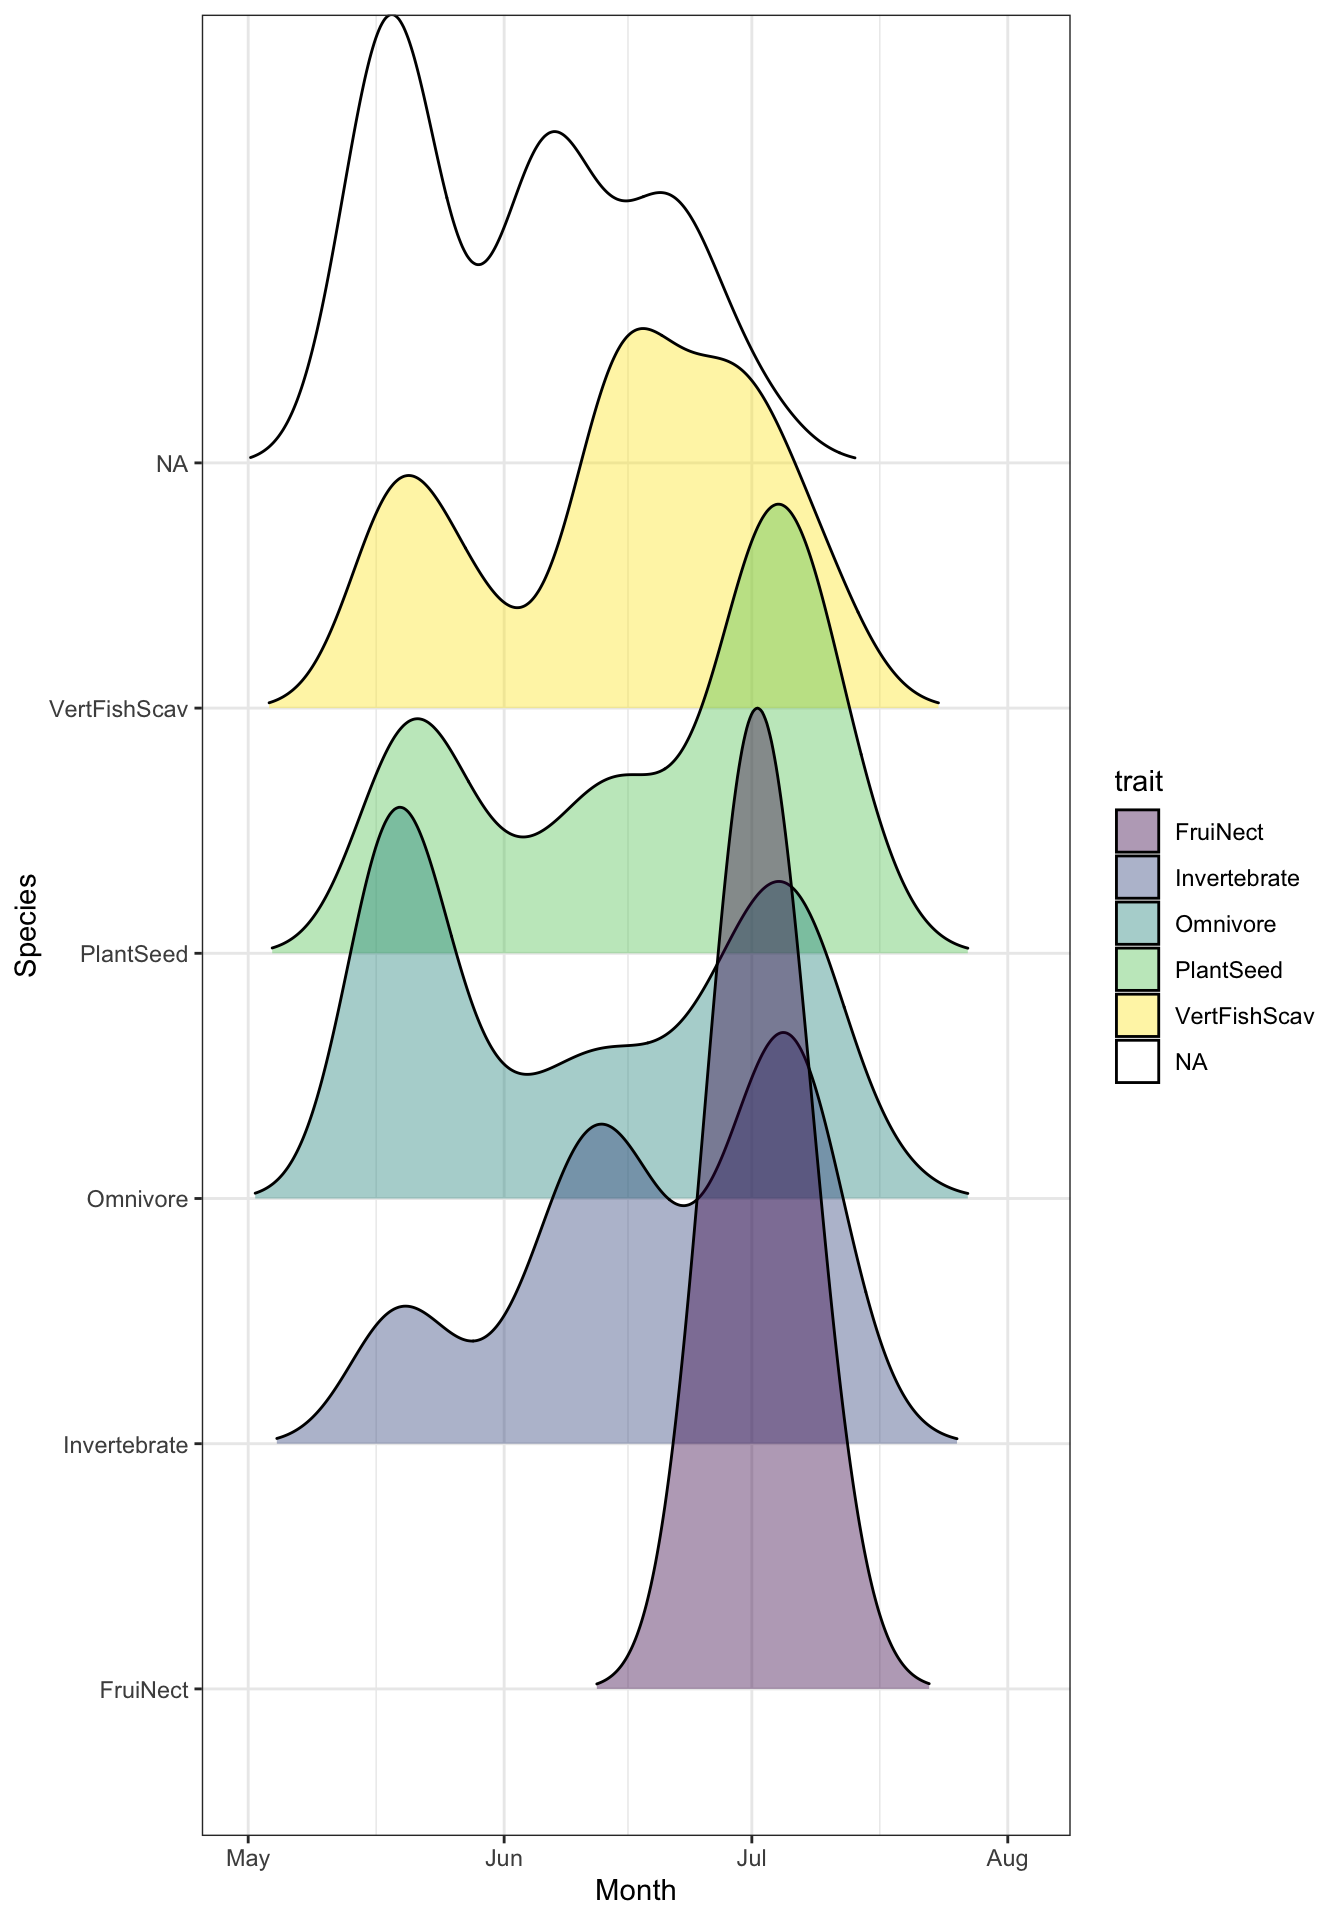 Species
NA
VertFishScav
PlantSeed
Omnivore
Invertebrate
FruiNect
May Jun Jul Aug
Month
trait
FruiNect
Invertebrate
Omnivore
PlantSeed
VertFishScav
NA